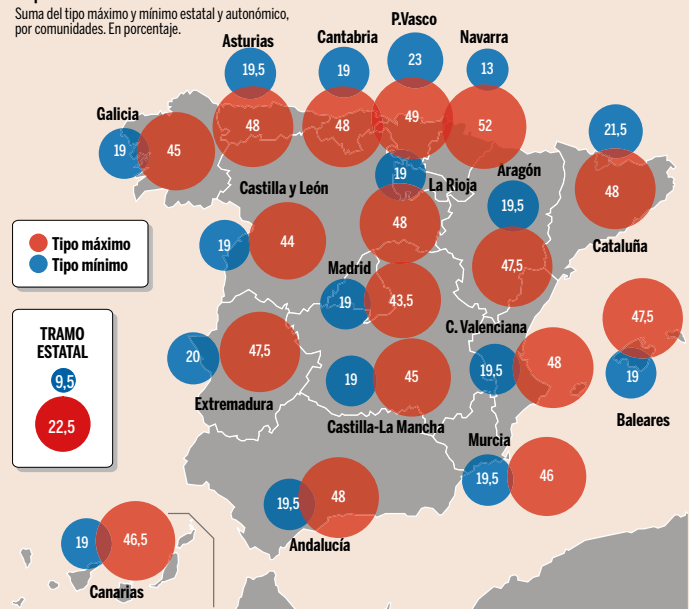 Suma del tipo máximo y mínimo estatal y autonómico,
por comunidades. En porcentaje.
P.Vasco
Asturias
Cantabria
Navarra
19,5
19
23
13
Galicia
48
48
49
52
19
45
21,5
Castilla y León
19
La Rioja
Aragón
48
19,5
48
Cataluña
Tipo máximo
Tipo mínimo
19
44
Madrid
47,5
19
43,5
47,5
C. Valenciana
TRAMO
ESTATAL
9,5
22,5
20
47,5
19
45
19,5
48
19
Extremadura
Castilla-La Mancha
Baleares
Murcia
19,5
46
19,5
48
Andalucía
19
46,5
Canarias